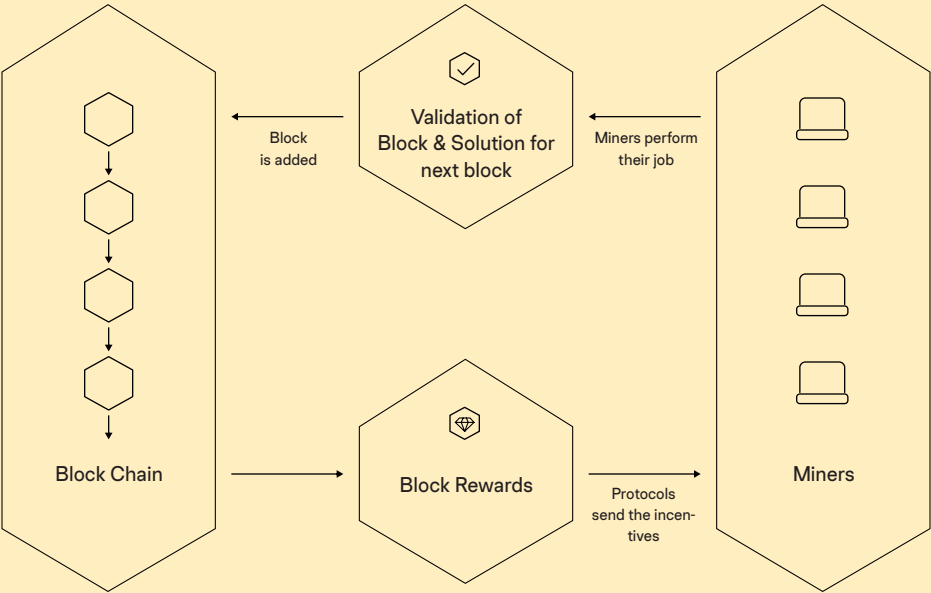 Validation of
Block & Solution for
next block
Block
is added
Miners perform
their job
Block Chain
Block Rewards
Protocols
send the incen-
tives
Miners